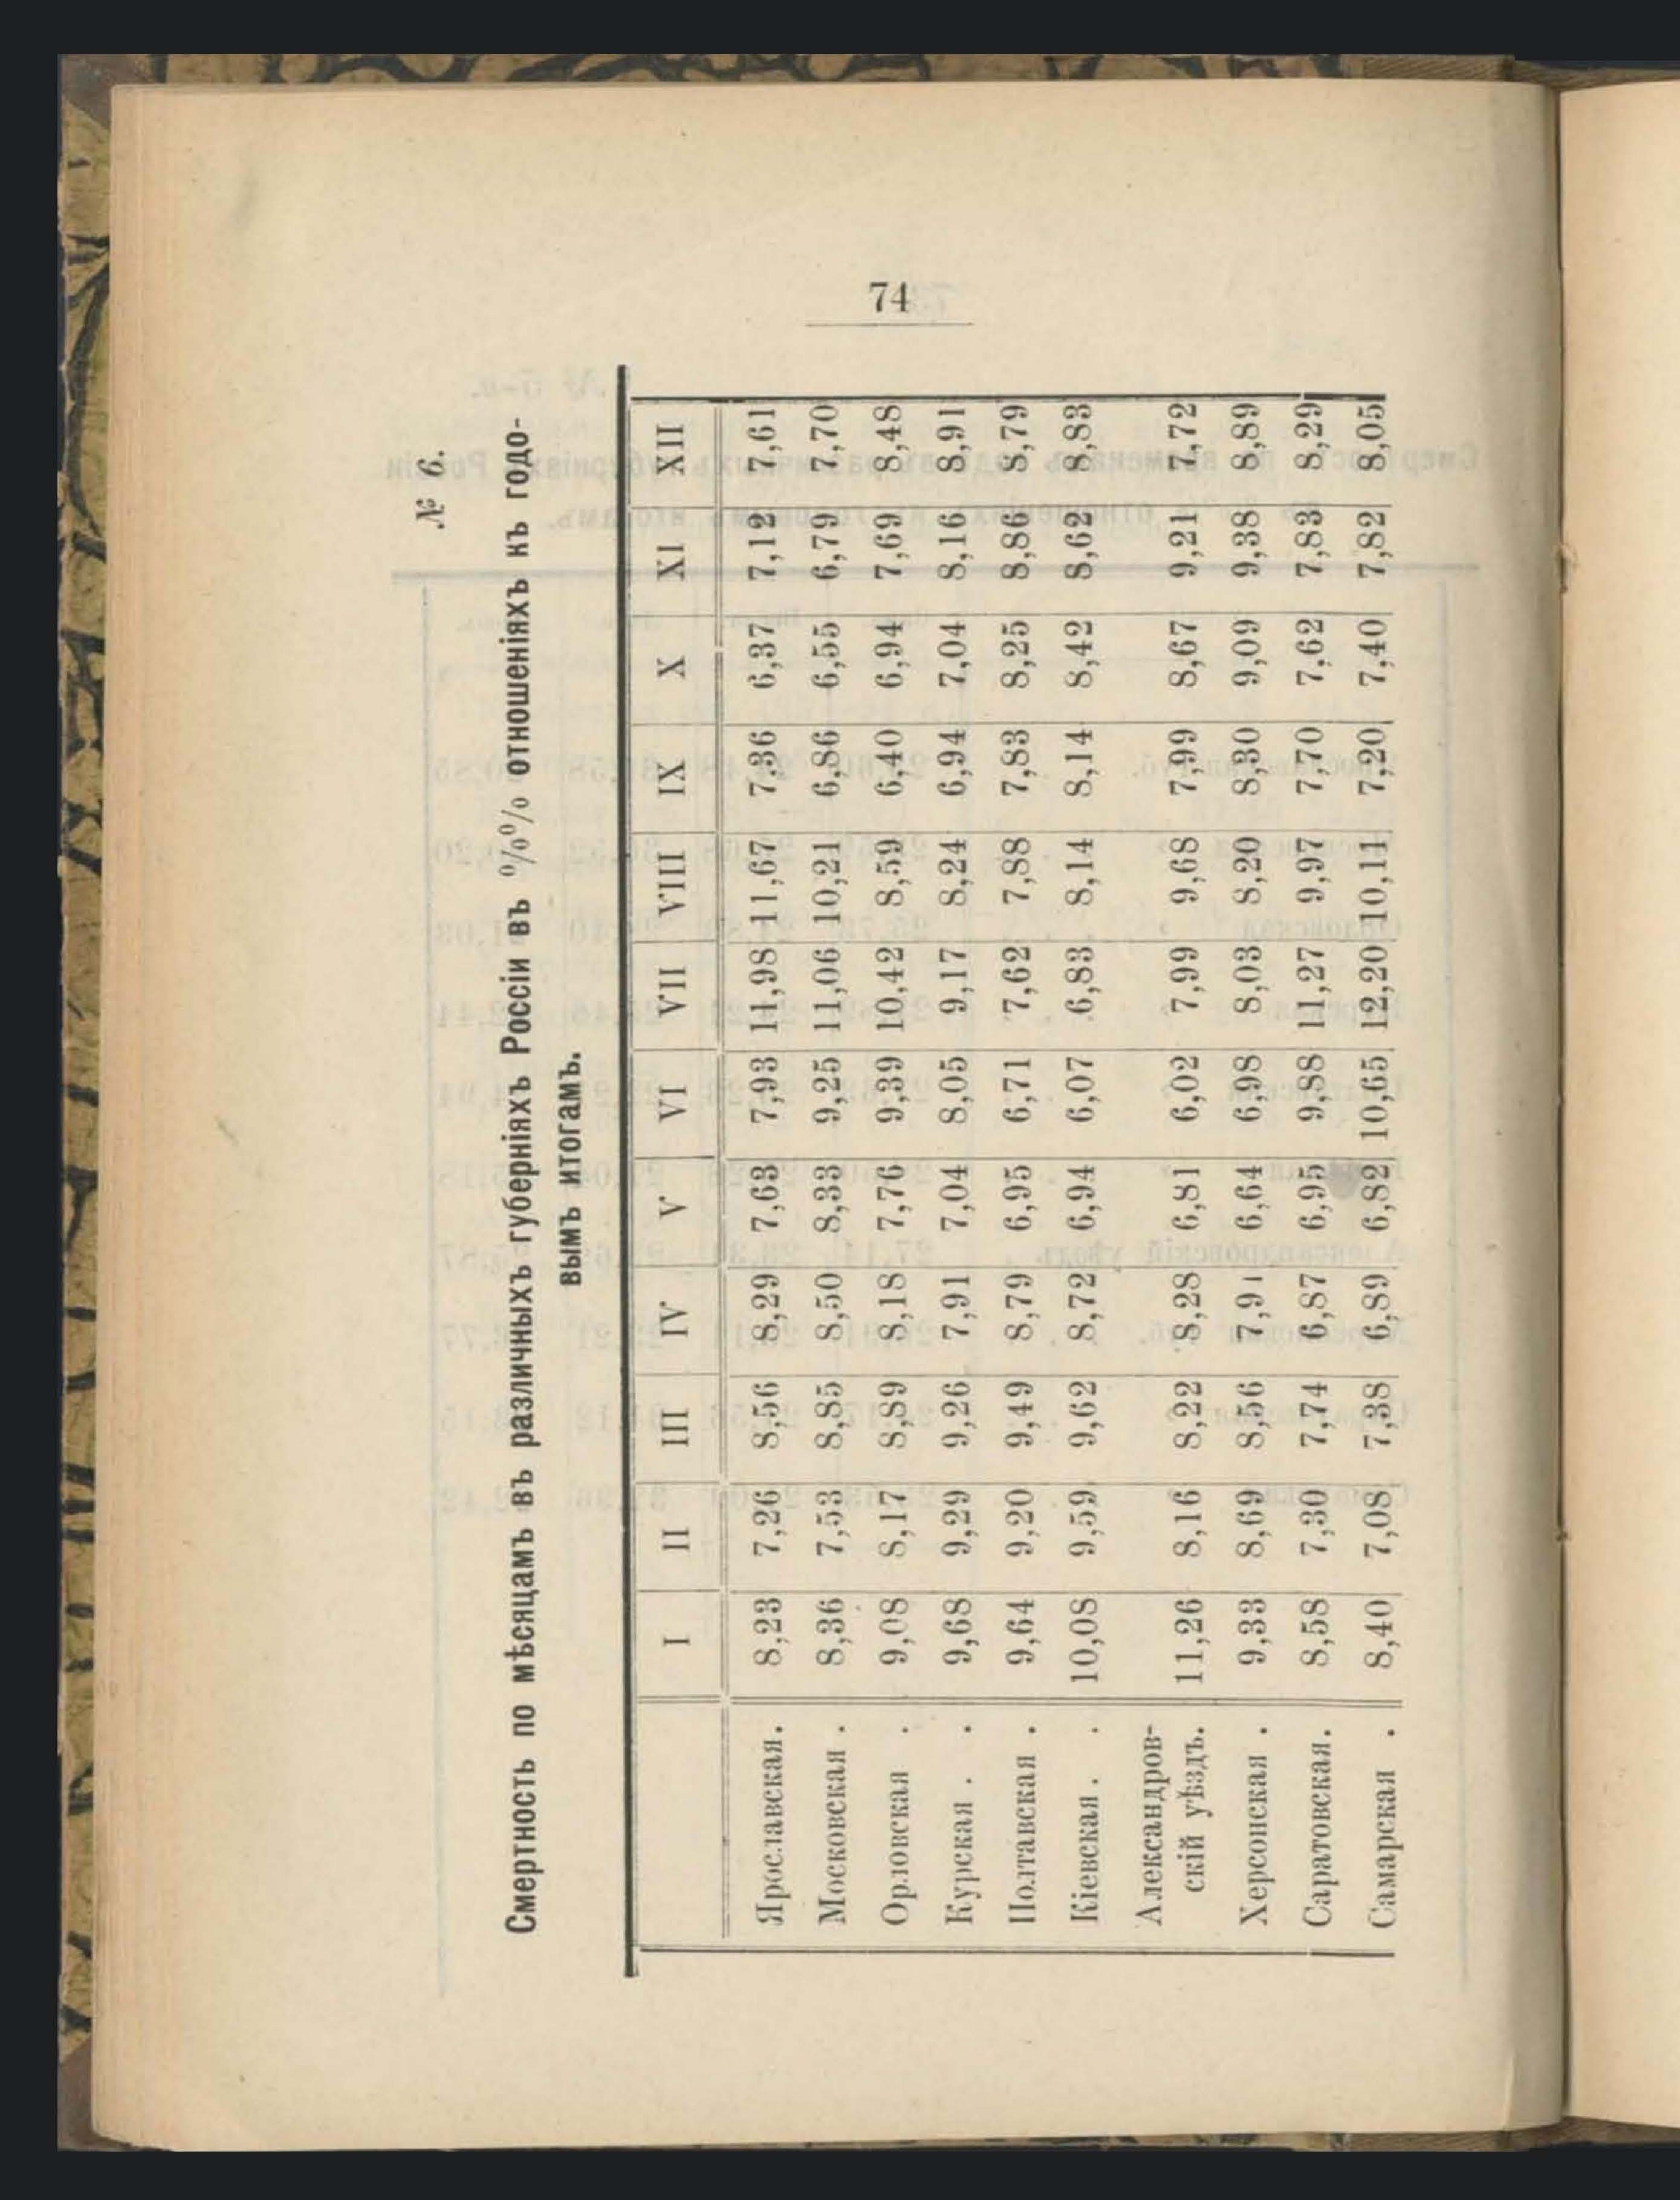 74
№ 6.
Смертность по мѣсяцамъ въ различныхъ губерніяхъ Россіи въ %% отношеніяхъ къ годо-
вымъ итогамъ.
I II III IV V VI VII VIII IX X XI XII
Ярославская. 8,23 7,26 8,56 8,29 7,63 7,93 11,98 11,67 7,36 6,37 7,12 7,61
Московская . 8,36 7,53 8,85 8,50 8,33 9,25 11,06 10,21 6,86 6,55 6,79 7,70
Орловская . 9,08 8,17 8,89 8,18 7,76 9,39 10,42 8,59 6,40 6,94 7,69 8,48
Курская . . 9,68 9,29 9,26 7,91 7,04 8,05 9,17 8,24 6,94 7,04 8,16 8,91
Полтавская . 9,64 9,20 9,49 8,79 6,95 6,71 7,62 7,88 7,83 8,25 8,86 8,79
Кіевская . . 10,08 9,59 9,62 8,72 6,94 6,07 6,83 8,14 8,14 8,42 8,62 8,83
Александров-
скій уѣздъ. 11,26 8,16 8,22 8,28 6,81 6,02 7,99 9,68 7,99 8,67 9,21 7,72
Херсонская . 9,33 8,69 8,56 7,91 6,64 6,98 8,03 8,20 8,30 9,09 9,38 8,89
Саратовская. 8,58 7,30 7,74 6,87 6,95 9,88 11,27 9,97 7,70 7,62 7,83 8,29
Самарская . 8,40 7,08 7,38 6,89 6,82 10,65 12,20 10,11 7,20 7,40 7,82 8,05